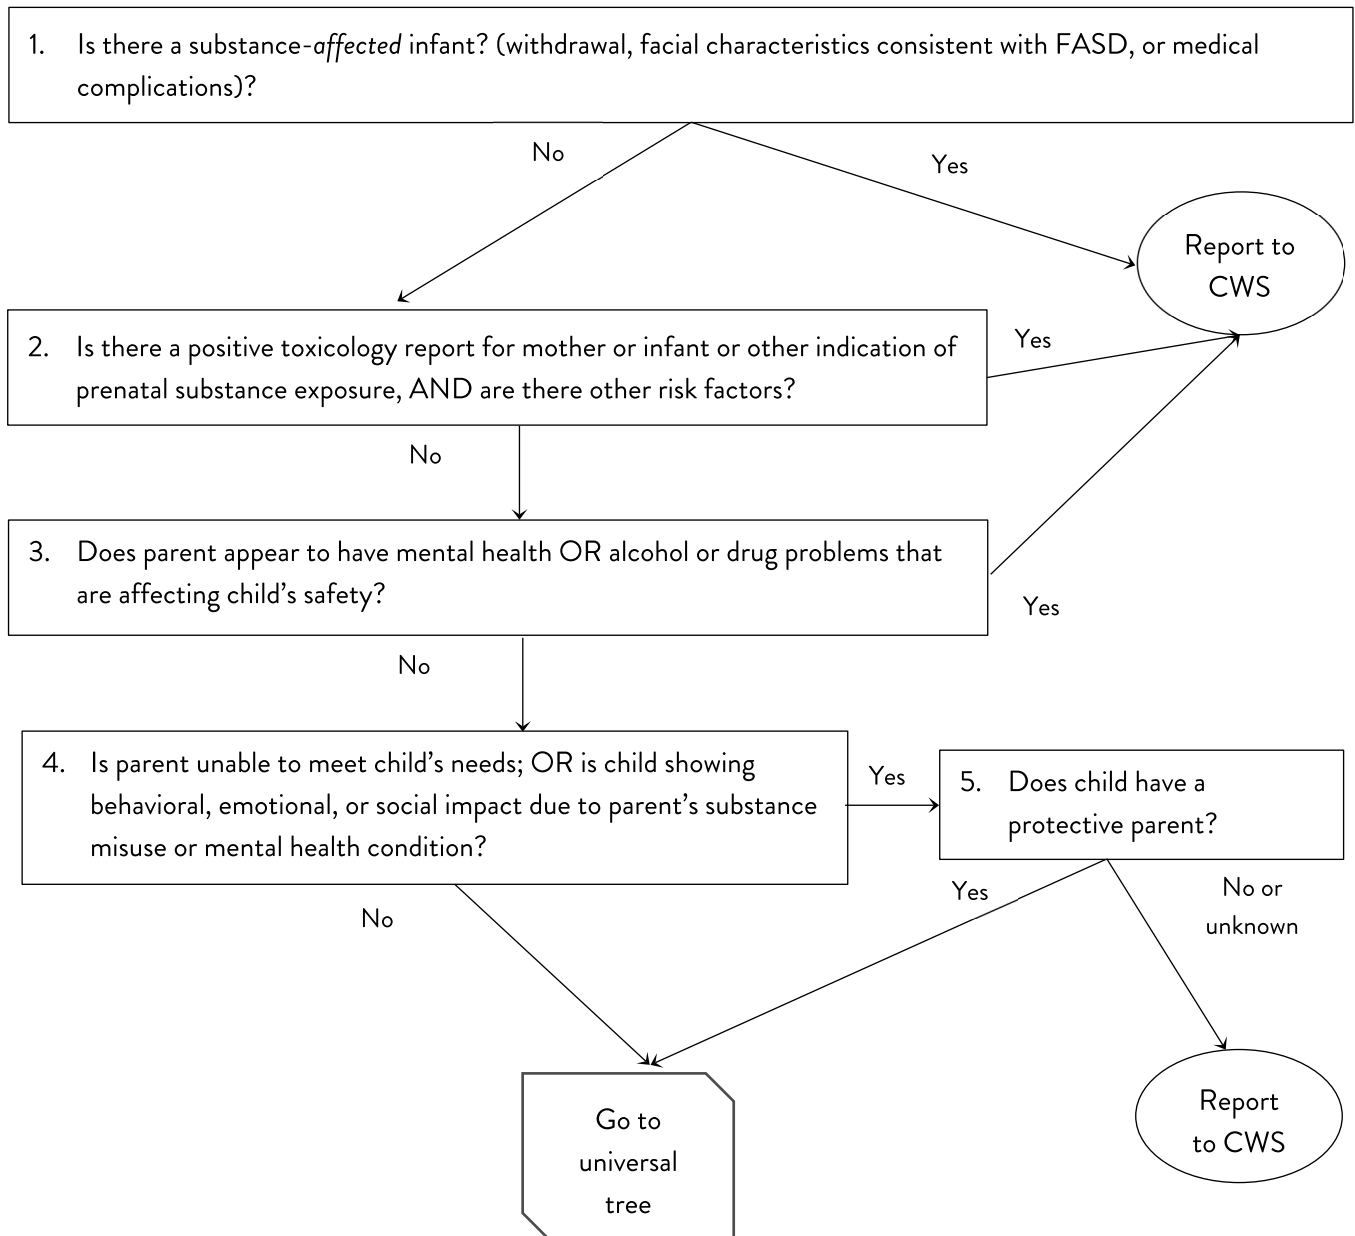 1. Is there a substance-affected infant? (withdrawal, facial characteristics consistent with FASD, or medical
complications)?
No
Yes
Report to
CWS
2. Is there a positive toxicology report for mother or infant or other indication of
prenatal substance exposure, AND are there other risk factors?
Yes
No
3. Does parent appear to have mental health OR alcohol or drug problems that
are affecting child's safety?
Yes
No
4. Is parent unable to meet child's needs; OR is child showing
behavioral, emotional, or social impact due to parent's substance
misuse or mental health condition?
Yes
5. Does child have a
protective parent?
No
Yes
No or
unknown
Go to
universal
tree
Report
to CWS